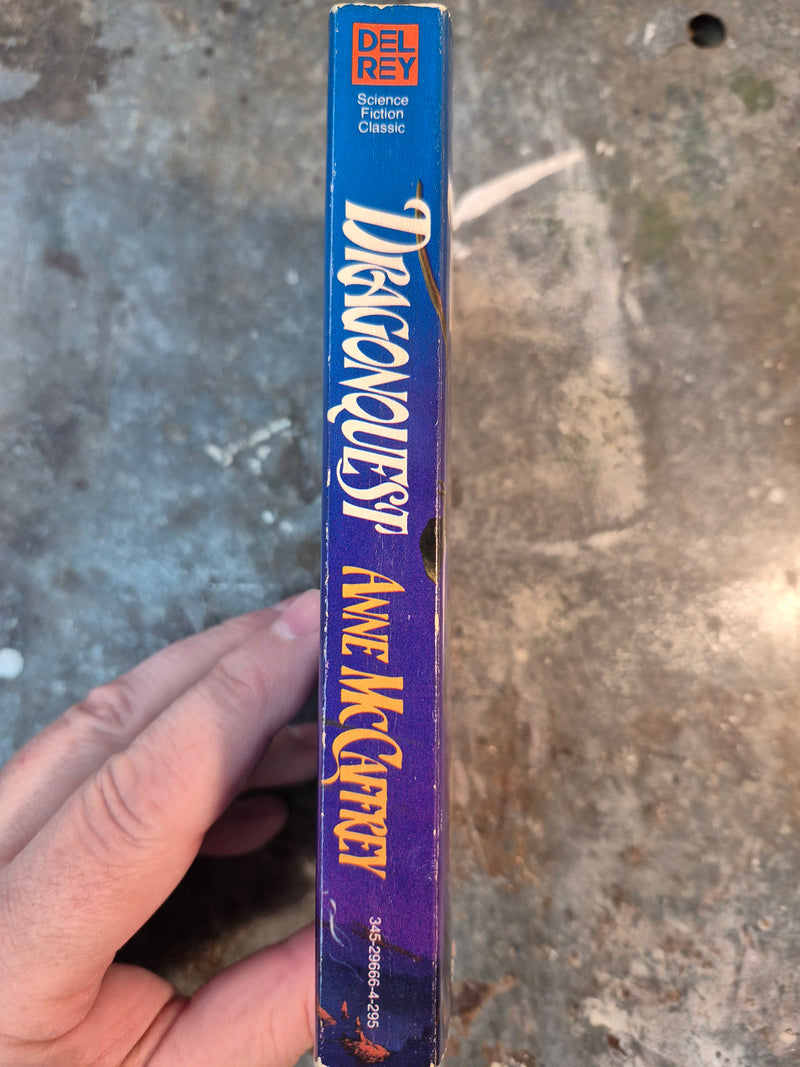 DEL
REY
Science
Fiction
Classic
DRAGONQUEST
ANNE MCCAFFREY
345-29666-4-295